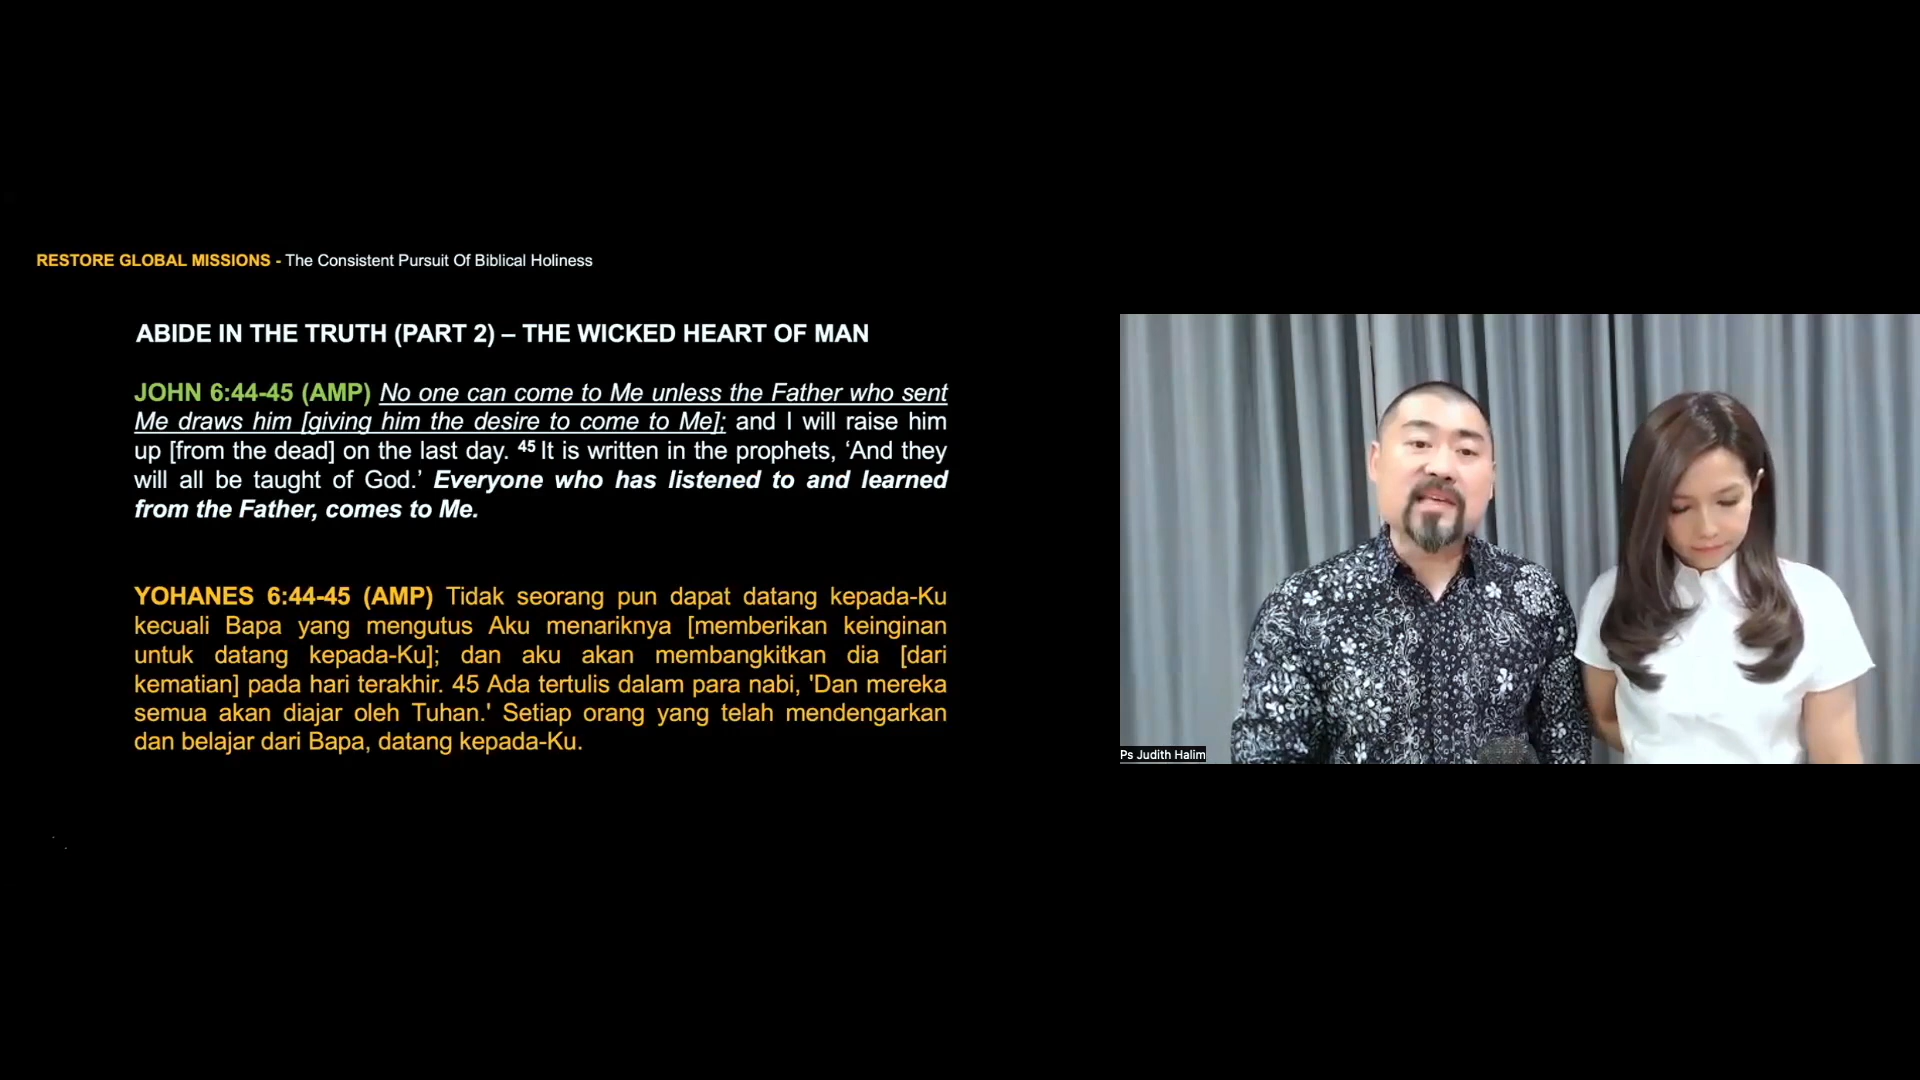 RESTORE GLOBAL MISSIONS - The Consistent Pursuit Of Biblical Holiness
ABIDE IN THE TRUTH (PART 2) – THE WICKED HEART OF MAN
JOHN 6:44-45 (AMP) No one can come to Me unless the Father who sent
Me draws him [giving him the desire to come to Me]; and I will raise him
up [from the dead] on the last day. 45 It is written in the prophets, ‘And they
will all be taught of God.’ Everyone who has listened to and learned
from the Father, comes to Me.
YOHANES 6:44-45 (AMP) Tidak seorang pun dapat datang kepada-Ku
kecuali Bapa yang mengutus Aku menariknya [memberikan keinginan
untuk datang kepada-Ku]; dan aku akan membangkitkan dia [dari
kematian] pada hari terakhir. 45 Ada tertulis dalam para nabi, 'Dan mereka
semua akan diajar oleh Tuhan.' Setiap orang yang telah mendengarkan
dan belajar dari Bapa, datang kepada-Ku.
Ps Judith Halim